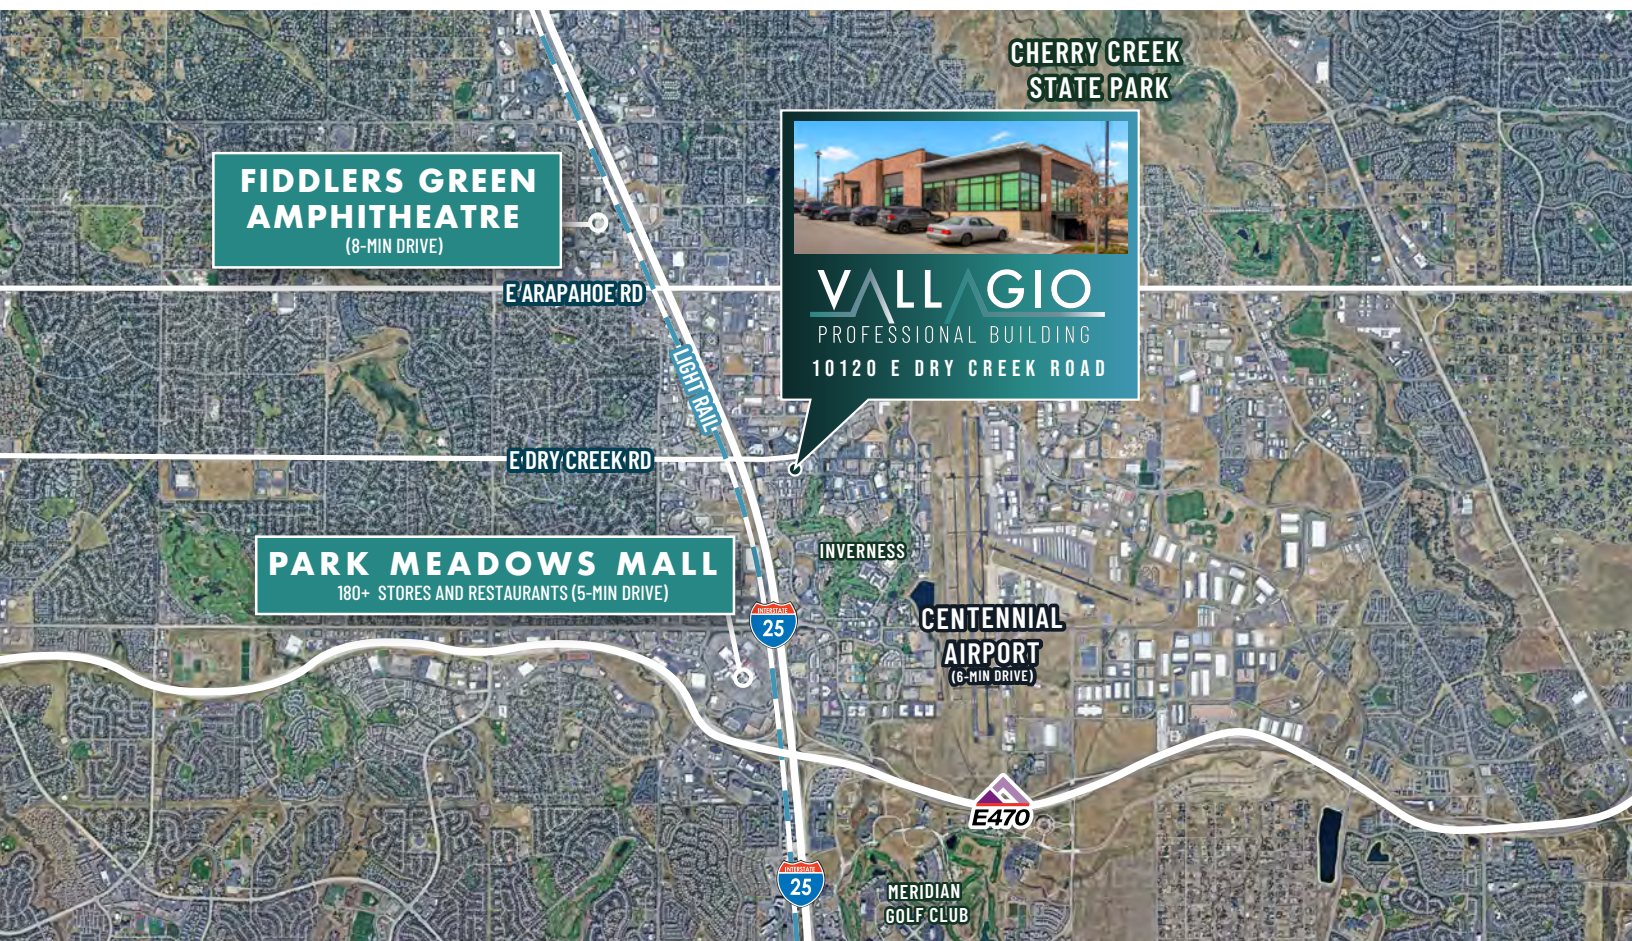 CHERRY CREEK
STATE PARK
FIDDLERS GREEN
AMPHITHEATRE
(8-MIN DRIVE)
E ARAPAHOE RD
VALLAGIO
PROFESSIONAL BUILDING
10120 E DRY CREEK ROAD
LIGHT RAIL
E DRY CREEK RD
PARK MEADOWS MALL
180+ STORES AND RESTAURANTS (5-MIN DRIVE)
INVERNESS
INTERSTATE
25
CENTENNIAL
AIRPORT
(6-MIN DRIVE)
E470
INTERSTATE
25
MERIDIAN
GOLF CLUB